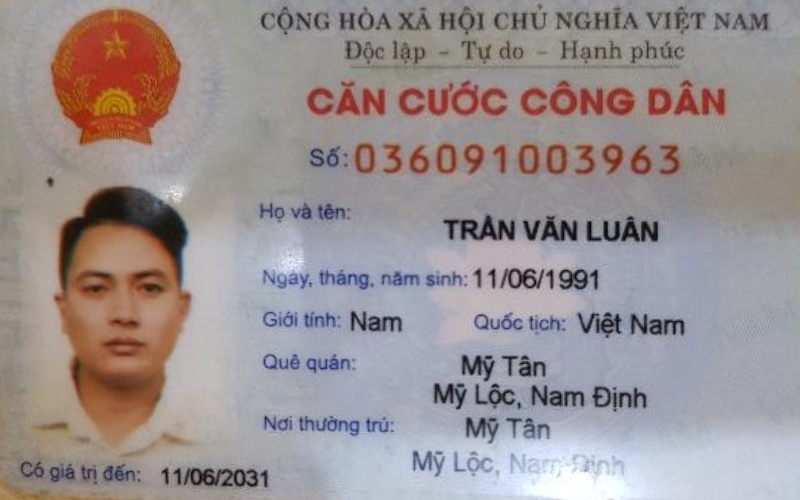 CỘNG HÒA XÃ HỘI CHỦ NGHĨA VIỆT NAM
Độc lập - Tự do - Hạnh phúc
CĂN CƯỚC CÔNG DÂN
Số: 036091003963
Họ và tên:
TRẦN VĂN LUÂN
Ngày, tháng, năm sinh: 11/06/1991
Giới tính: Nam Quốc tịch: Việt Nam
Quê quán: Mỹ Tân
Mỹ Lộc, Nam Định
Nơi thường trú: Mỹ Tân
Mỹ Lộc, Nam Định
Có giá trị đến: 11/06/2031